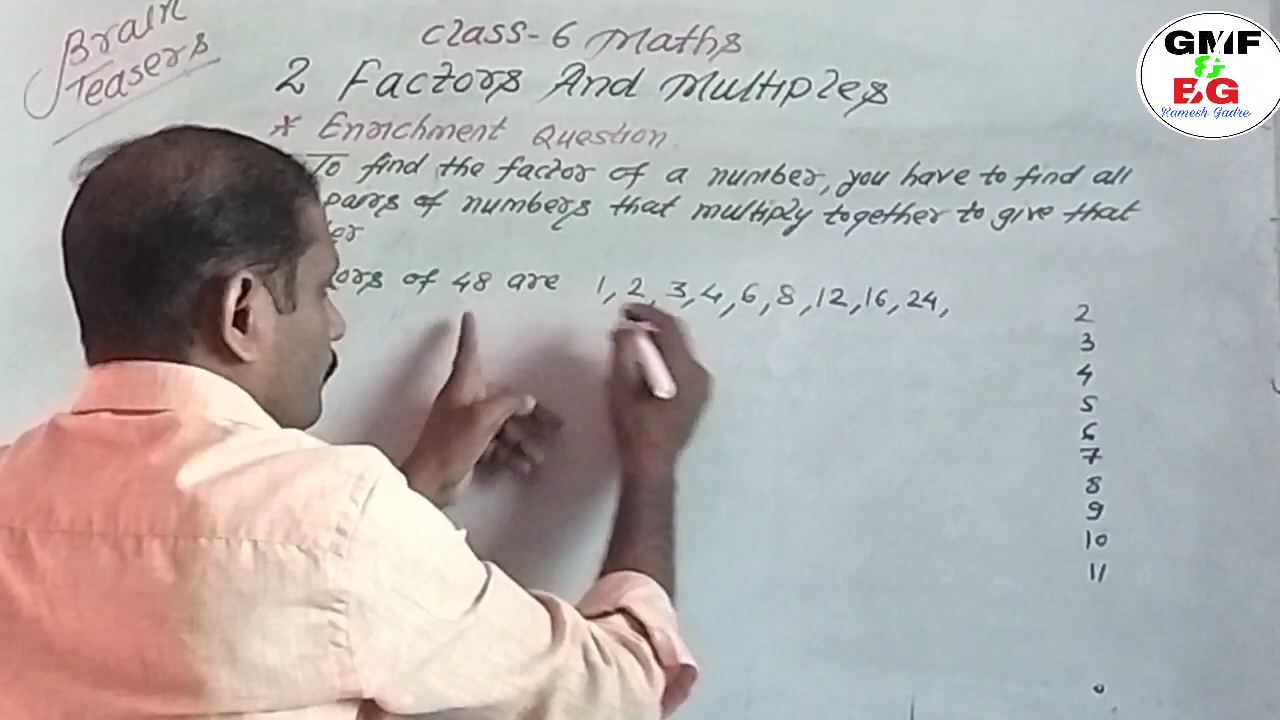 Brain
Teasers
Class-6 Maths
2 Factors And Multiples
* Enrichment Question.
To find the factor of a number, you have to find all
pairs of numbers that multiply together to give that
of 48 are 1, 2, 3, 4, 6, 8, 12, 16, 24,
2
3
4
5
6
7
8
9
10
11
GMF
&
BG
Ramesh Gadre